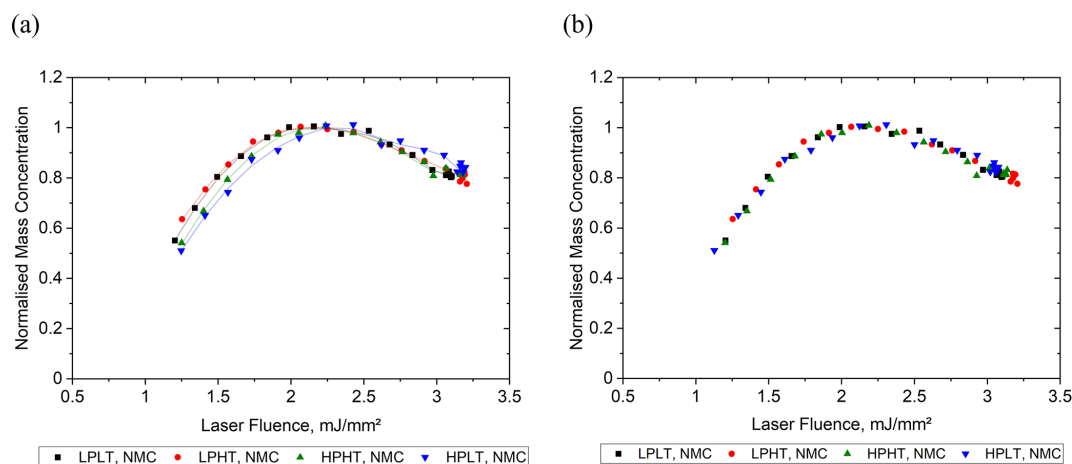 (a)
(b)
Normalised Mass Concentration
1.2
1
0.8
0.6
0.4
0.2
0
0.5 1 1.5 2 2.5 3 3.5
Laser Fluence, mJ/mm²
LPLT, NMC LPHT, NMC HPHT, NMC HPLT, NMC
Normalised Mass Concentration
1.2
1
0.8
0.6
0.4
0.2
0
0.5 1 1.5 2 2.5 3 3.5
Laser Fluence, mJ/mm²
LPLT, NMC LPHT, NMC HPHT, NMC HPLT, NMC